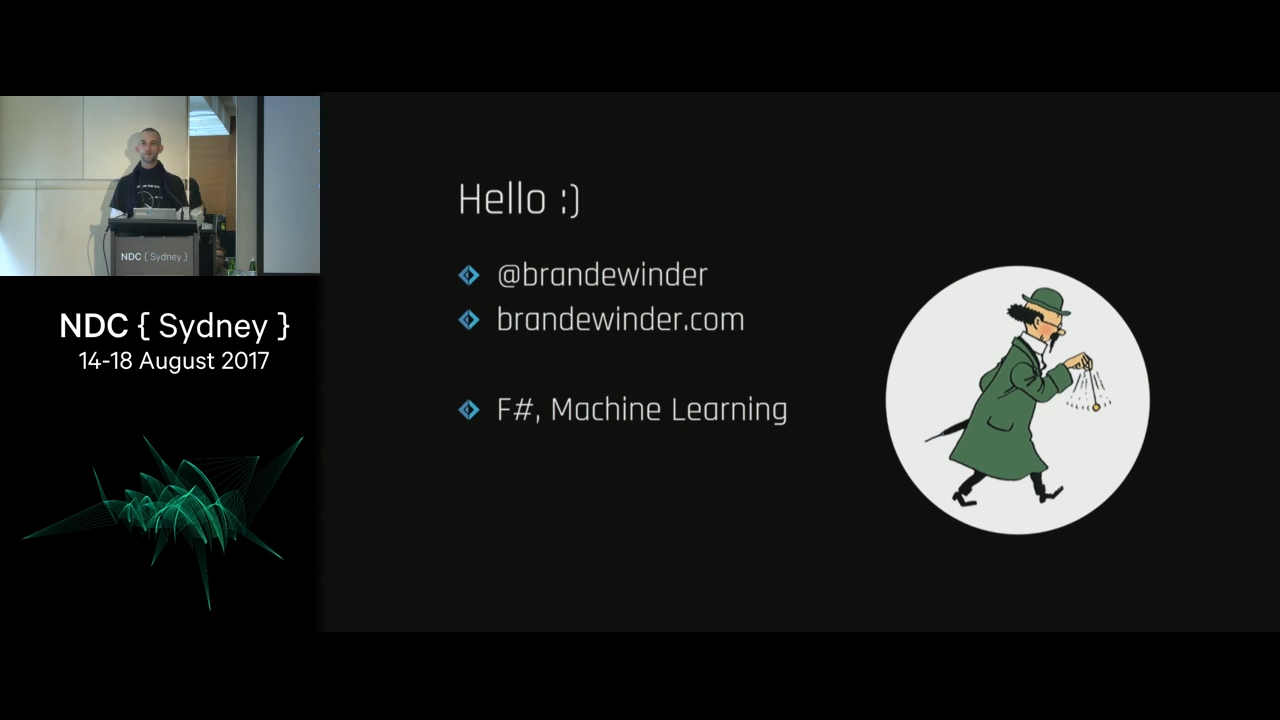 NDC { Sydney }
NDC { Sydney }
14-18 August 2017
Hello :)
@brandewinder
brandewinder.com
F#, Machine Learning